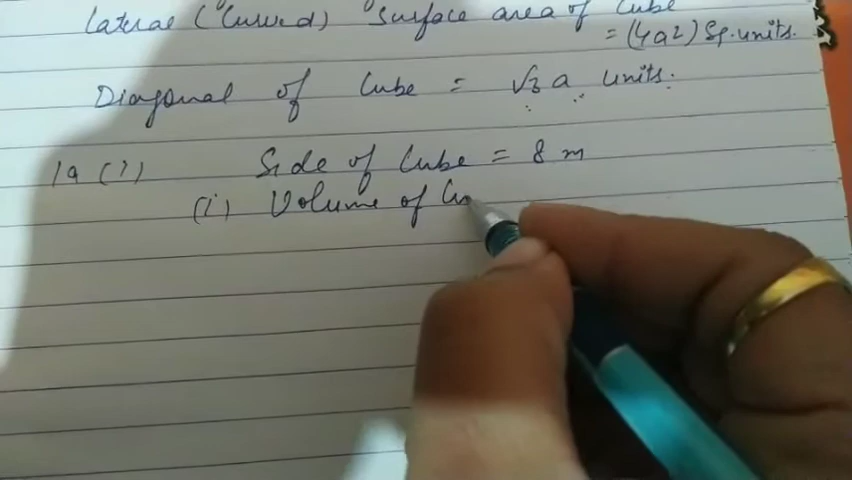 Lateral (Curved) Surface area of Cube
= (4a2) Sq. units.
Diagonal of Cube = √3 a units.
1a (i) Side of Cube = 8 m
(i) Volume of Cu